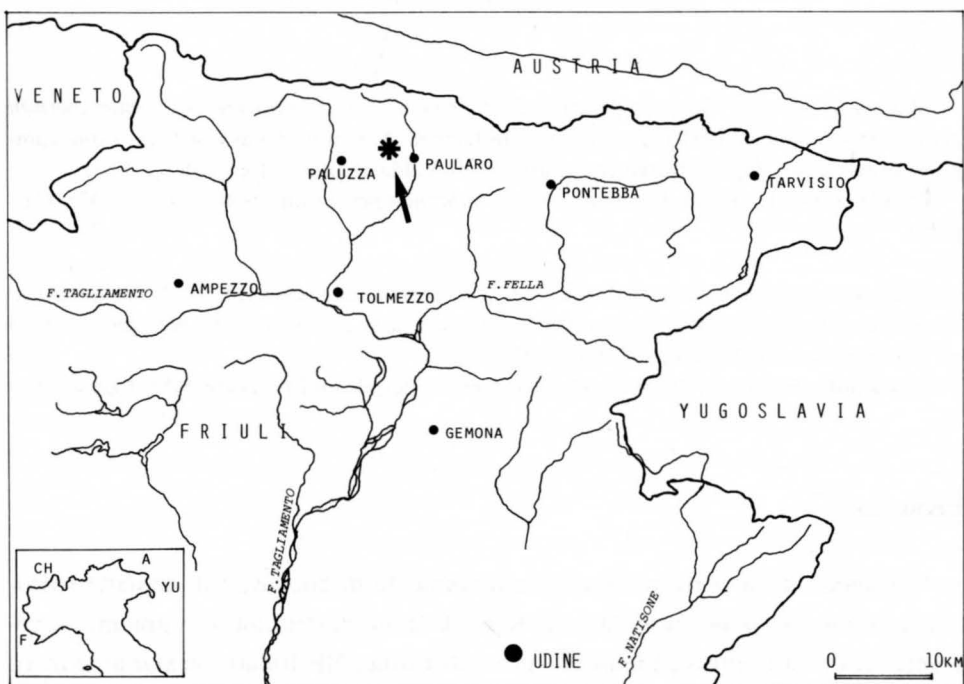 AUSTRIA
VENETO
PALUZZA
PAULARO
PONTEBBA
TARVISIO
F.TAGLIAMENTO
AMPEZZO
TOLMEZZO
F.FELLA
FRIULI
GEMONA
YUGOSLAVIA
F.TAGLIAMENTO
F.NATISONE
CH
A
YU
F
UDINE
0 10KM